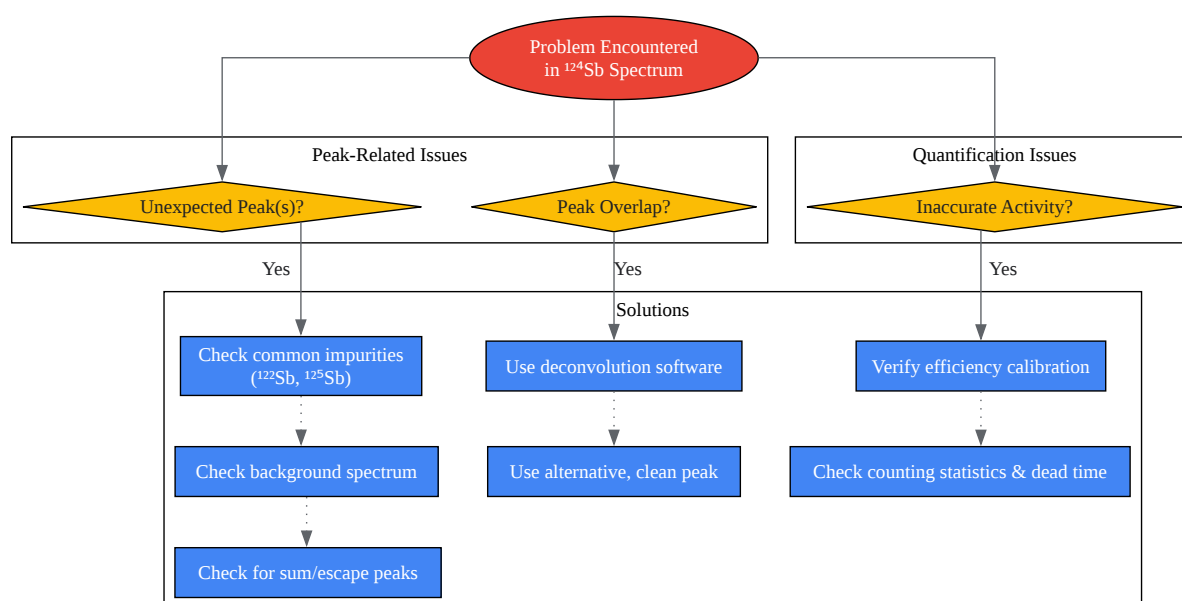 Problem Encountered
in ¹²⁴Sb Spectrum
Peak-Related Issues
Quantification Issues
Unexpected Peak(s)?
Peak Overlap?
Inaccurate Activity?
Yes
Yes
Yes
Solutions
Check common impurities
(¹²²Sb, ¹²⁵Sb)
Use deconvolution software
Verify efficiency calibration
Check background spectrum
Use alternative, clean peak
Check counting statistics & dead time
Check for sum/escape peaks